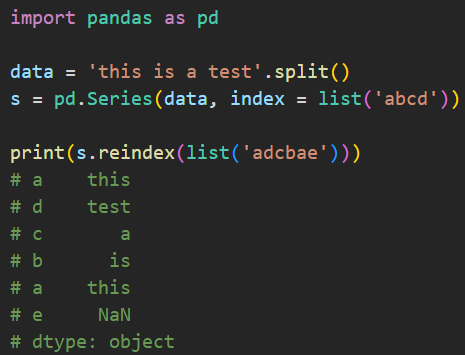 import pandas as pd

data = 'this is a test'.split()
s = pd.Series(data, index = list('abcd'))

print(s.reindex(list('adcbae')))
# a    this
# d    test
# c       a
# b      is
# a    this
# e     NaN
# dtype: object